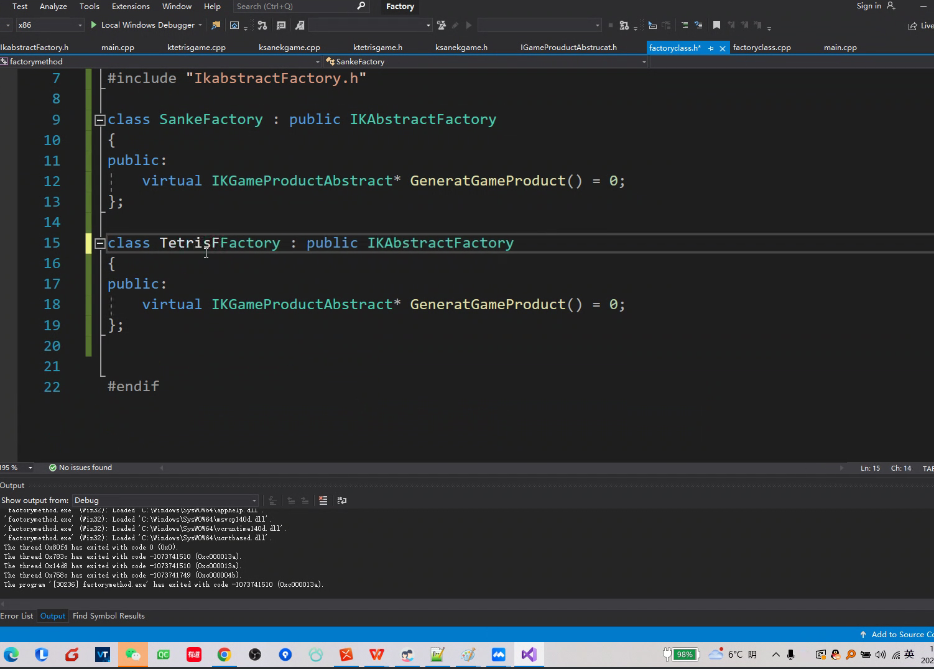 Test Analyze Tools Extensions Window Help Search (Ctrl+Q) Factory Sign in
x86 Local Windows Debugger Live
IkabstractFactory.h main.cpp ktetrisgame.cpp ksanekgame.cpp ktetrisgame.h ksanekgame.h IGameProuductAbstrucat.h factoryclass.h* factoryclass.cpp main.cpp
factorymethod SankeFactory
7 #include "IkabstractFactory.h"
8
9 class SankeFactory : public IKAbstractFactory
10 {
11 public:
12 virtual IKGameProductAbstract* GeneratGameProduct() = 0;
13 };
14
15 class TetrisFFactory : public IKAbstractFactory
16 {
17 public:
18 virtual IKGameProductAbstract* GeneratGameProduct() = 0;
19 };
20
21
22 #endif
95 % No issues found Ln: 15 Ch: 14 TAB
Output
Show output from: Debug
'factorymethod.exe' (Win32): Loaded 'C:\Windows\SysWOW64\apphelp.dll'
'factorymethod.exe' (Win32): Loaded 'C:\Windows\SysWOW64\msvcp140d.dll'.
'factorymethod.exe' (Win32): Loaded 'C:\Windows\SysWOW64\vcruntime140d.dll'.
'factorymethod.exe' (Win32): Loaded 'C:\Windows\SysWOW64\ucrtbased.dll'.
The thread 0x80f4 has exited with code 0 (0x0).
The thread 0x783c has exited with code -1073741510 (0xc000013a).
The thread 0x14d8 has exited with code -1073741510 (0xc000013a).
The thread 0x758c has exited with code -1073741749 (0xc000004b).
The program '[30236] factorymethod.exe' has exited with code -1073741510 (0xc000013a).
Error List Output Find Symbol Results
Add to Source Co
98% 6°C 阴 英